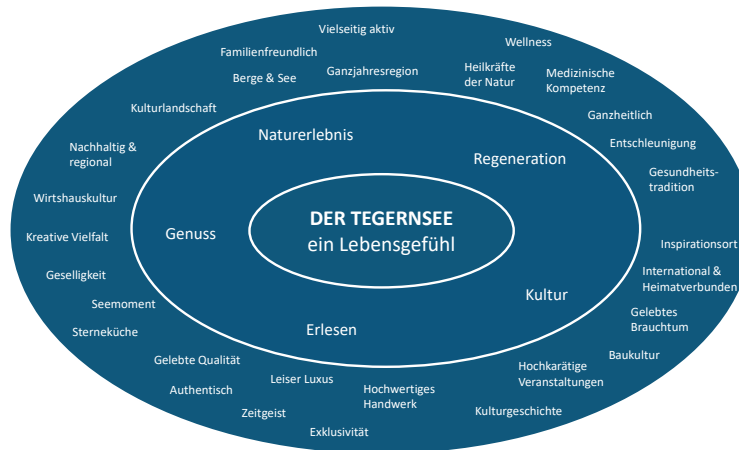 Vielseitig aktiv
Familienfreundlich
Wellness
Berge & See
Ganzjahresregion
Heilkräfte
der Natur
Medizinische
Kompetenz
Kulturlandschaft
Ganzheitlich
Naturerlebnis
Nachhaltig &
regional
Entschleunigung
Regeneration
Gesundheits-
tradition
Wirtshauskultur
DER TEGERNSEE
ein Lebensgefühl
Genuss
Kreative Vielfalt
Inspirationsort
Geselligkeit
International &
Heimatverbunden
Kultur
Seemoment
Gelebtes
Brauchtum
Sterneküche
Erlesen
Baukultur
Gelebte Qualität
Hochkarätige
Veranstaltungen
Leiser Luxus
Authentisch
Hochwertiges
Handwerk
Zeitgeist
Kulturgeschichte
Exklusivität